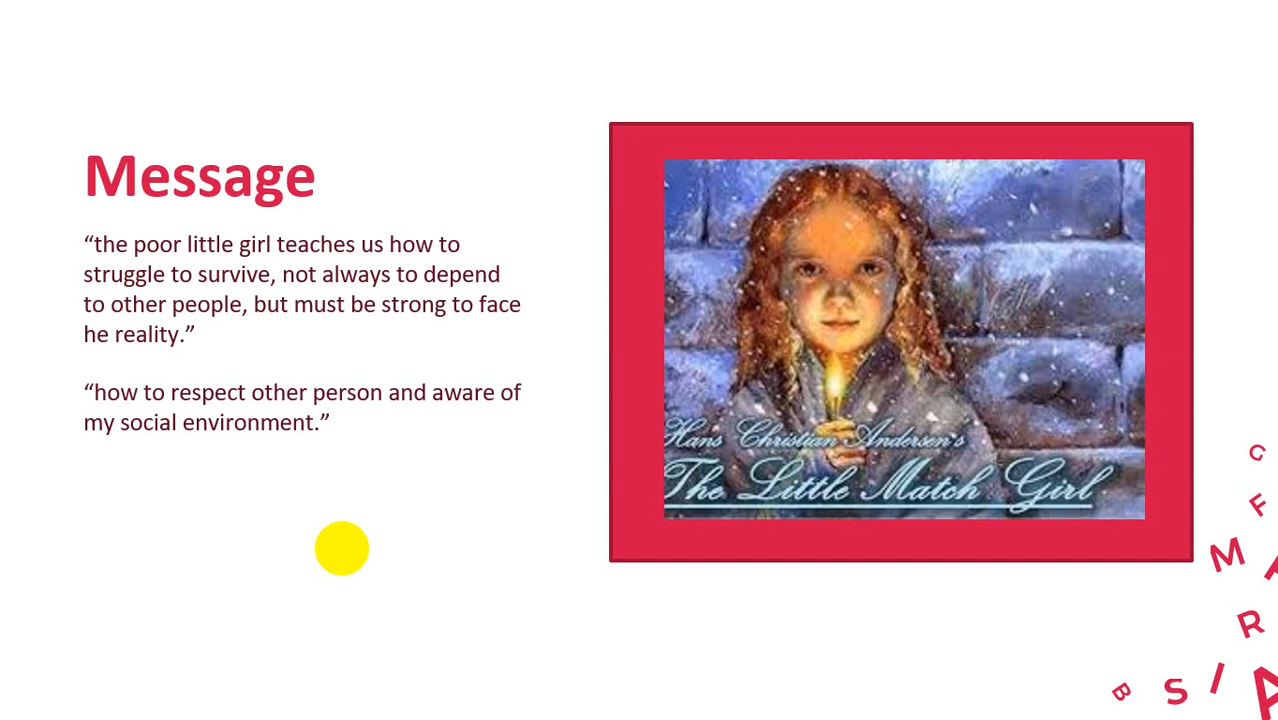 Message
“the poor little girl teaches us how to
struggle to survive, not always to depend
to other people, but must be strong to face
he reality.”
“how to respect other person and aware of
my social environment.”
Hans Christian Andersen's
The Little Match Girl
G
F
M
R
B S I A